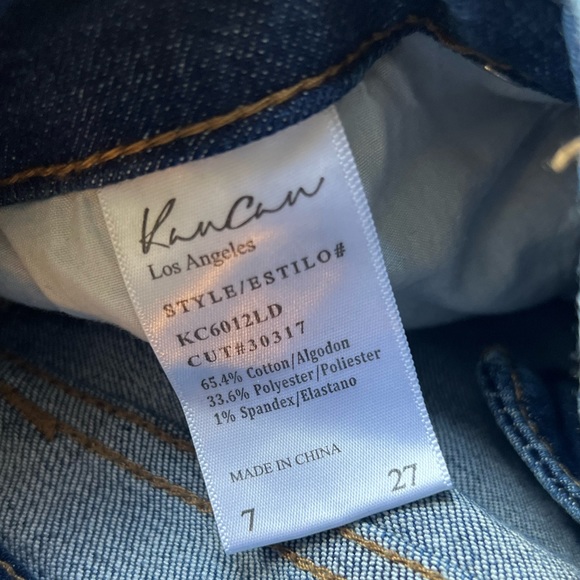 KanCan
Los Angeles
STYLE/ESTILO#
KC6012LD
CUT#30317
65.4% Cotton/Algodon
33.6% Polyester/Poliester
1% Spandex/Elastano
MADE IN CHINA
7 27